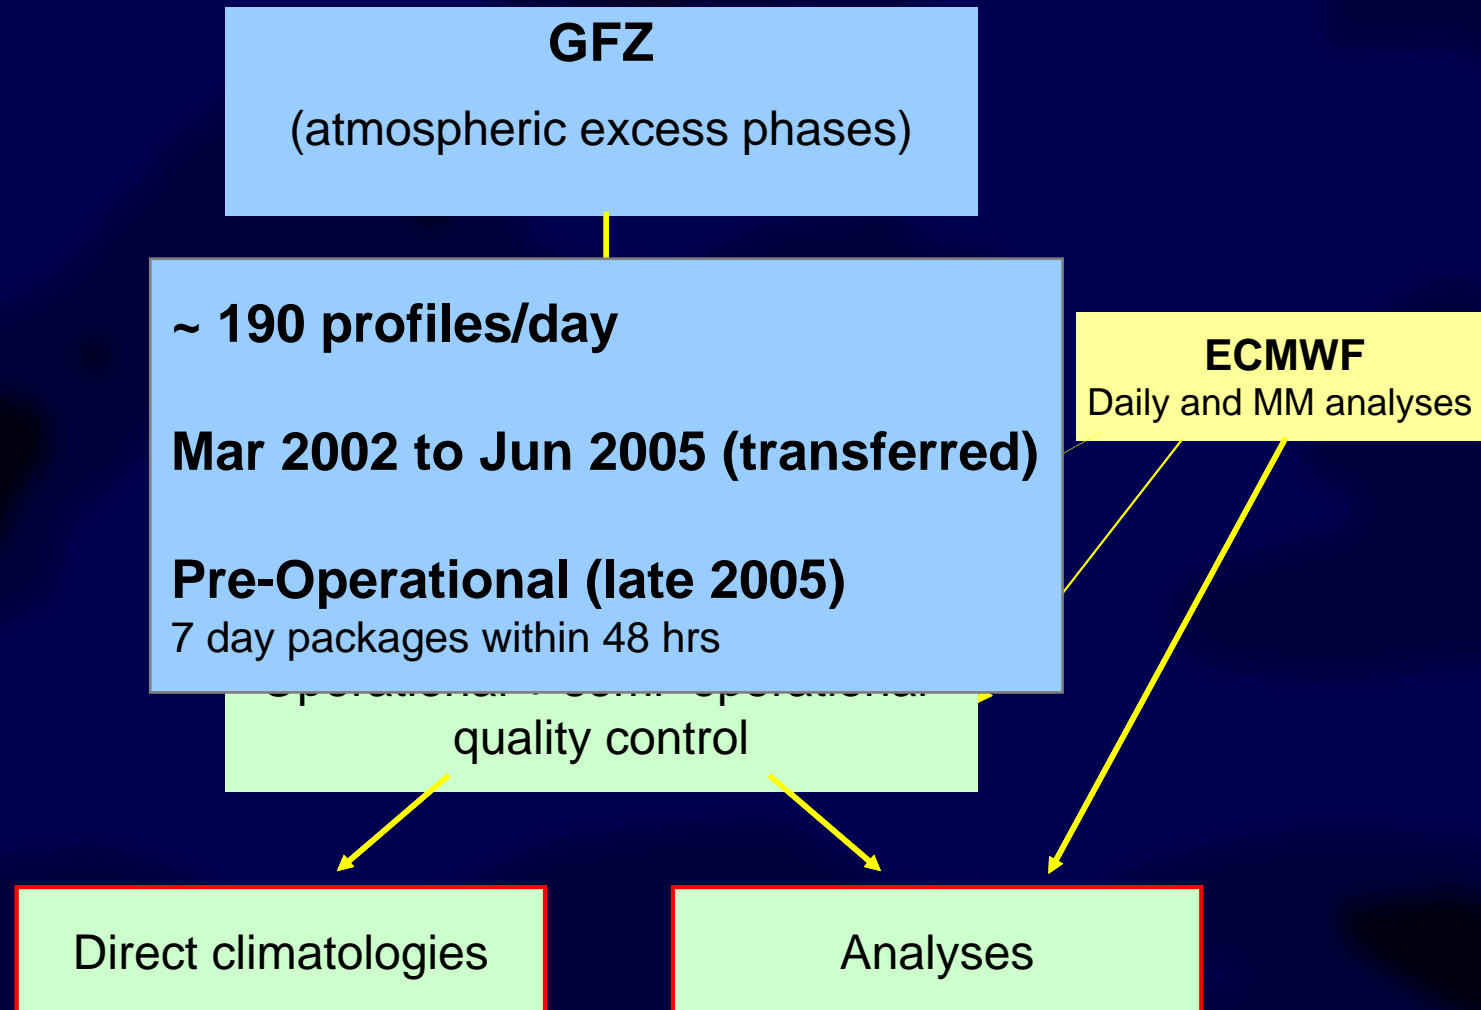 GFZ
(atmospheric excess phases)
~ 190 profiles/day
Mar 2002 to Jun 2005 (transferred)
Pre-Operational (late 2005)
7 day packages within 48 hrs
ECMWF
Daily and MM analyses
quality control
Direct climatologies
Analyses